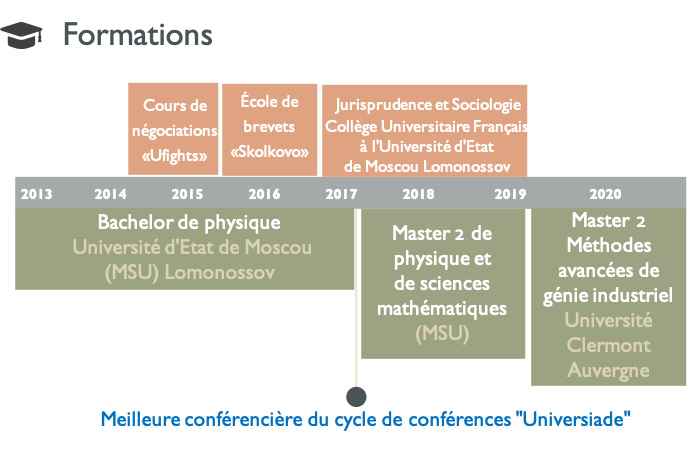 Formations
Cours de
négociations
«Ufights»
École de
brevets
«Skolkovo»
Jurisprudence et Sociologie
Collège Universitaire Français
à l'Université d'Etat
de Moscou Lomonossov
2013 2014 2015 2016 2017 2018 2019 2020
Bachelor de physique
Université d'Etat de Moscou
(MSU) Lomonossov
Master 2 de
physique et
de sciences
mathématiques
(MSU)
Master 2
Méthodes
avancées de
génie industriel
Université
Clermont
Auvergne
Meilleure conférencière du cycle de conférences "Universiade"